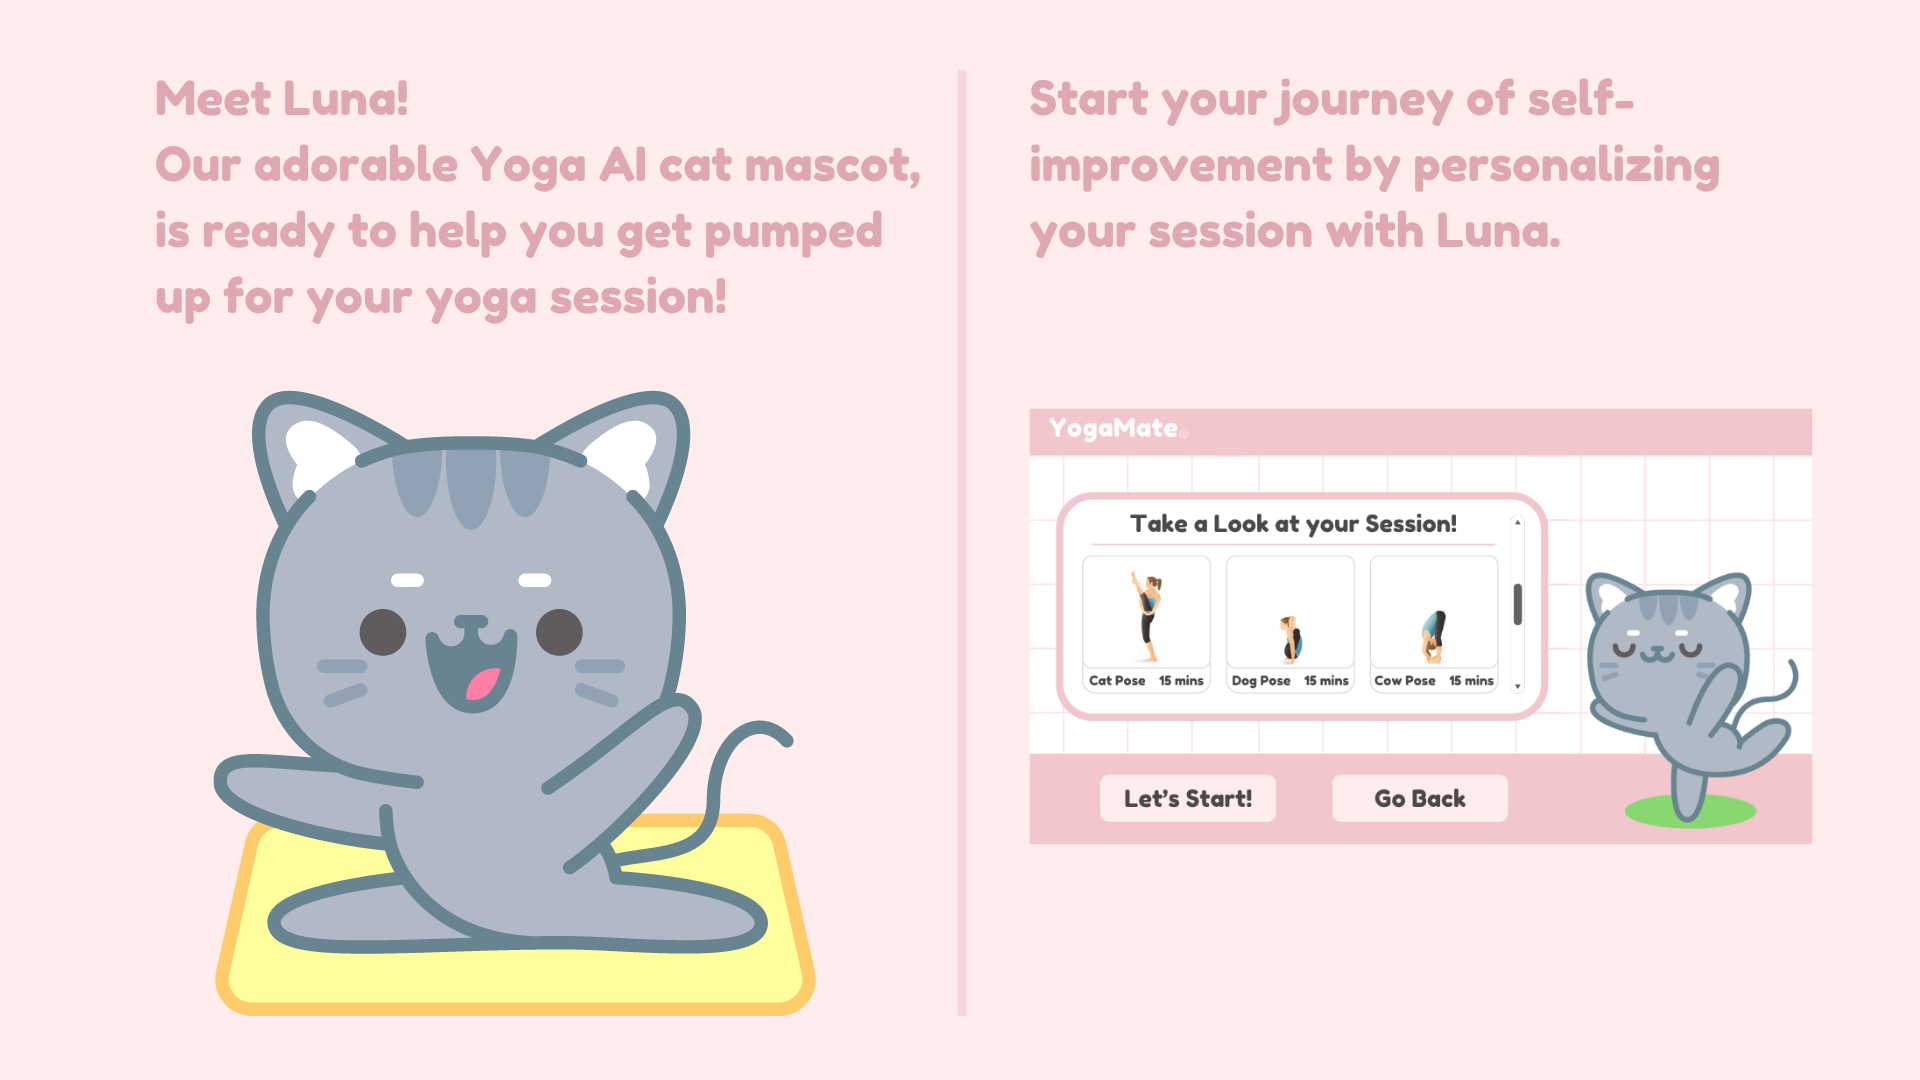 Meet Luna!
Our adorable Yoga AI cat mascot,
is ready to help you get pumped
up for your yoga session!
Start your journey of self-
improvement by personalizing
your session with Luna.
YogaMate
Take a Look at your Session!
Cat Pose 15 mins
Dog Pose 15 mins
Cow Pose 15 mins
Let's Start!
Go Back